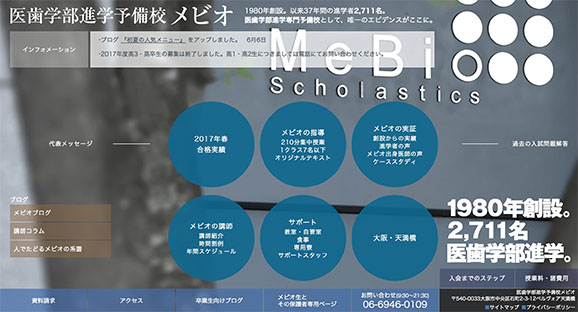 医歯学部進学予備校 メビオ
1980年創設。以来37年間の進学者2,711名。
医歯学部進学専門予備校として、唯一のエビデンスがここに。
インフォメーション
・ブログ 「初夏の人気メニュー」 をアップしました。 6月6日
・2017年度高3・高卒生の募集は終了しました。高1・高2生につきましては電話にてお問い合わせください。
MeBio
Scholastics
代表メッセージ
2017年春
合格実績
メビオの指導
210分集中授業
1クラス7名以下
オリジナルテキスト
メビオの実証
創設からの実績
進学者の声
メビオ出身医師の声
ケーススタディ
過去の入試問題解答
ブログ
メビオブログ
講師コラム
人でたどるメビオの系譜
メビオの講師
講師紹介
時間割例
年間スケジュール
サポート
教室・自習室
食事
専用寮
サポートスタッフ
大阪・天満橋
1980年創設。
2,711名
医歯学部進学。
入会までのステップ
授業料・諸費用
資料請求
アクセス
卒業生向けブログ
メビオ生と
その保護者専用ページ
お問い合わせ(9:30〜21:30)
06-6946-0109
医歯学部進学予備校メビオ
〒540-0033大阪市中央区石町2-3-12ベルヴォア天満橋
■サイトマップ ■プライバシーポリシー